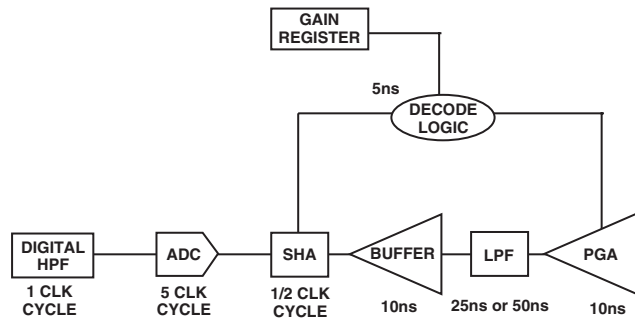 GAIN
REGISTER
5ns
DECODE
LOGIC
DIGITAL
HPF
ADC
SHA
BUFFER
LPF
PGA
1 CLK
CYCLE
5 CLK
CYCLE
1/2 CLK
CYCLE
10ns
25ns or 50ns
10ns